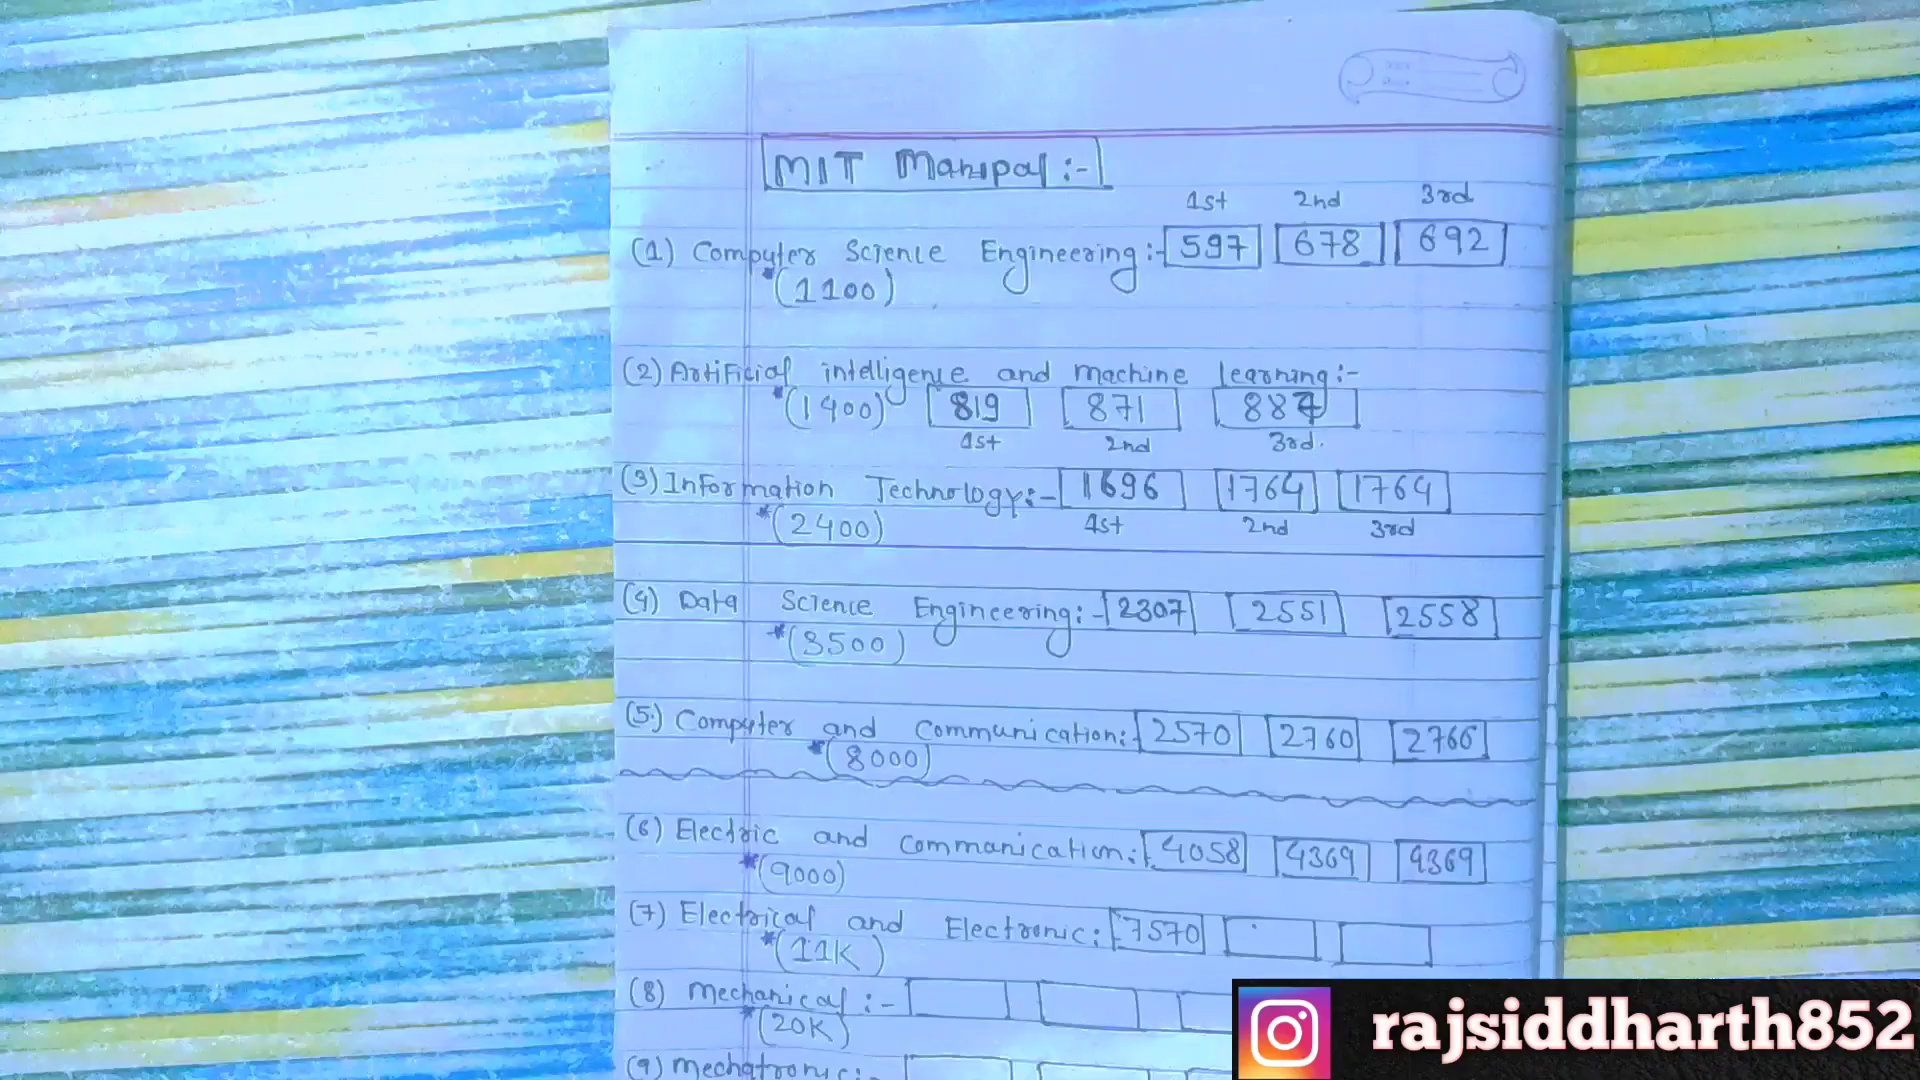 MIT Manipal :-
1st 2nd 3rd
(1) Computer Science Engineering :- 597 678 692
*(1100)
(2) Artificial intelligence and machine learning :-
*(1400) 819 871 887
1st 2nd 3rd.
(3) Information Technology :- 1696 1764 1764
*(2400) 1st 2nd 3rd
(4) Data Science Engineering :- 2307 2551 2558
*(3500)
(5.) Computer and Communication: 2570 2760 2766
*(8000)
(6) Electric and Communication: 4058 4369 4369
*(9000)
(7) Electrical and Electronic: 7570
*(11K)
(8) Mechanical :-
*(20K)
(9) Mechatronic:-
rajsiddharth852